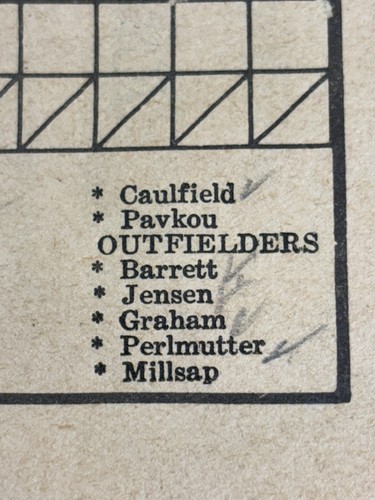 * Caulfield
* Pavkou
OUTFIELDERS
* Barrett
* Jensen
* Graham
* Perlmutter
* Millsap